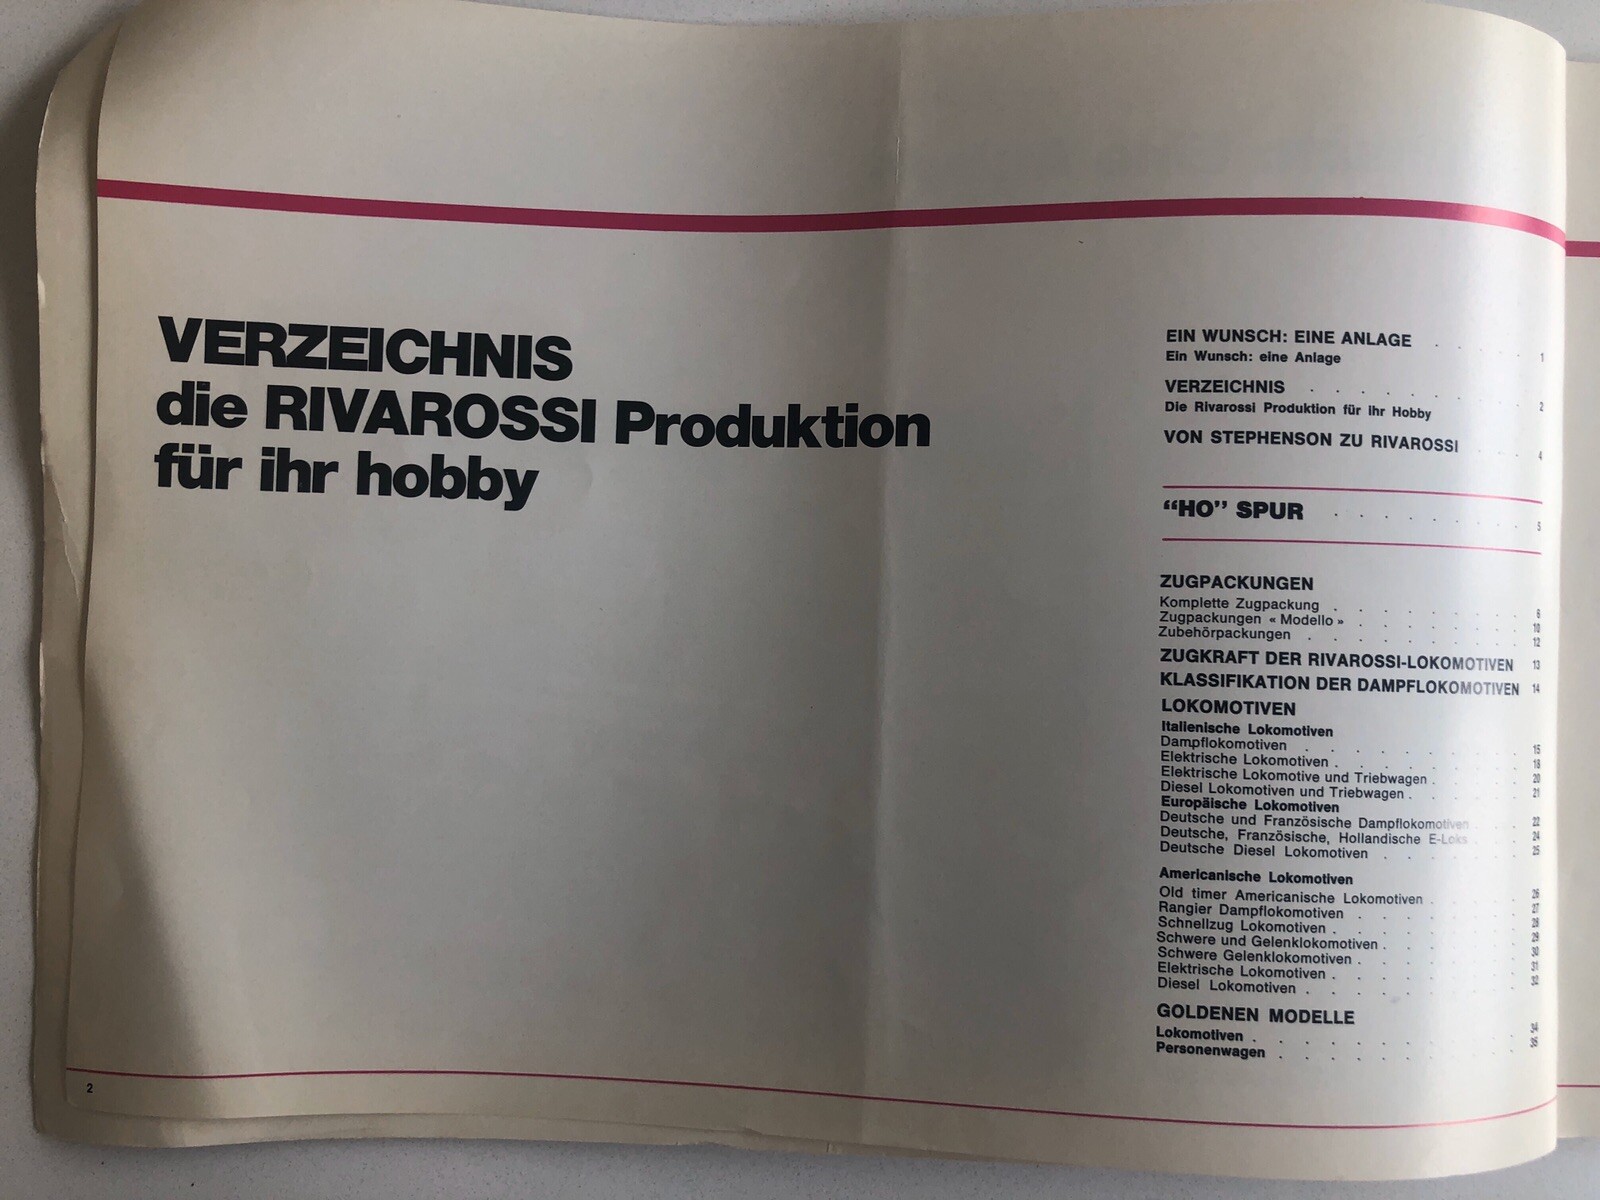 VERZEICHNIS
die RIVAROSSI Produktion
für ihr hobby
EIN WUNSCH: EINE ANLAGE . . . . . 1
Ein Wunsch: eine Anlage
VERZEICHNIS . . . . . . . . . 2
Die Rivarossi Produktion für ihr Hobby
VON STEPHENSON ZU RIVAROSSI . . . 4
“HO” SPUR . . . . . . . . . 5
ZUGPACKUNGEN
Komplette Zugpackung . . . . . . . . 6
Zugpackungen « Modello » . . . . . . . 10
Zubehörpackungen . . . . . . . . . 12
ZUGKRAFT DER RIVAROSSI-LOKOMOTIVEN 13
KLASSIFIKATION DER DAMPFLOKOMOTIVEN 14
LOKOMOTIVEN
Italienische Lokomotiven
Dampflokomotiven . . . . . . . . . 15
Elektrische Lokomotiven . . . . . . . . 18
Elektrische Lokomotive und Triebwagen . . . . 20
Diesel Lokomotiven und Triebwagen . . . . . 21
Europäische Lokomotiven
Deutsche und Französische Dampflokomotiven . . 22
Deutsche, Französische, Hollandische E-Loks . . . 24
Deutsche Diesel Lokomotiven . . . . . . 25
Americanische Lokomotiven
Old timer Americanische Lokomotiven . . . . 26
Rangier Dampflokomotiven . . . . . . . 27
Schnellzug Lokomotiven . . . . . . . . 28
Schwere und Gelenklokomotiven . . . . . . 29
Schwere Gelenklokomotiven . . . . . . . 30
Elektrische Lokomotiven . . . . . . . . 31
Diesel Lokomotiven . . . . . . . . . 32
GOLDENEN MODELLE
Lokomotiven . . . . . . . . . . . 34
Personenwagen . . . . . . . . . . 36
2